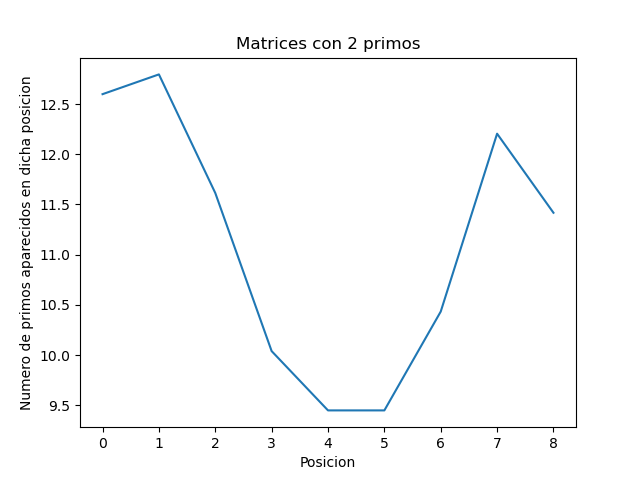 Matrices con 2 primos
Numero de primos aparecidos en dicha posicion
12.5
12.0
11.5
11.0
10.5
10.0
9.5
0 1 2 3 4 5 6 7 8
Posicion